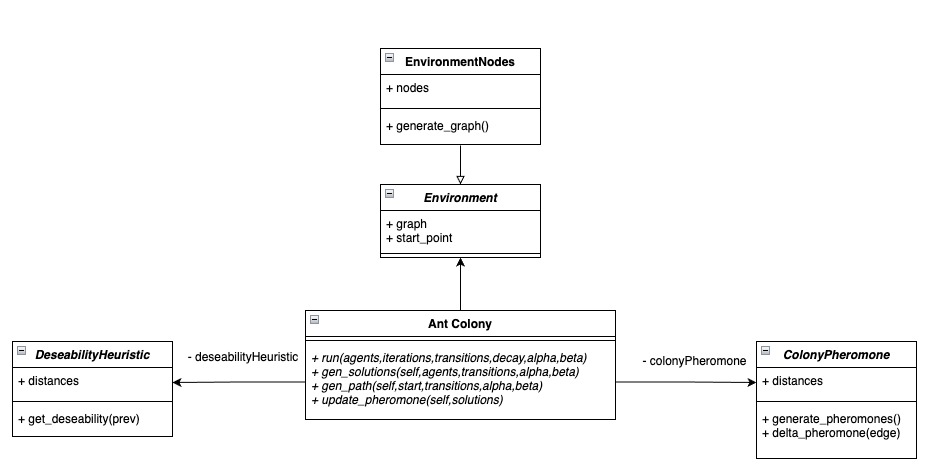 EnvironmentNodes
+ nodes
+ generate_graph()
Environment
+ graph
+ start_point
Ant Colony
+ run(agents,iterations,transitions,decay,alpha,beta)
+ gen_solutions(self,agents,transitions,alpha,beta)
+ gen_path(self,start,transitions,alpha,beta)
+ update_pheromone(self,solutions)
- deseabilityHeuristic
DeseabilityHeuristic
+ distances
+ get_deseability(prev)
- colonyPheromone
ColonyPheromone
+ distances
+ generate_pheromones()
+ delta_pheromone(edge)